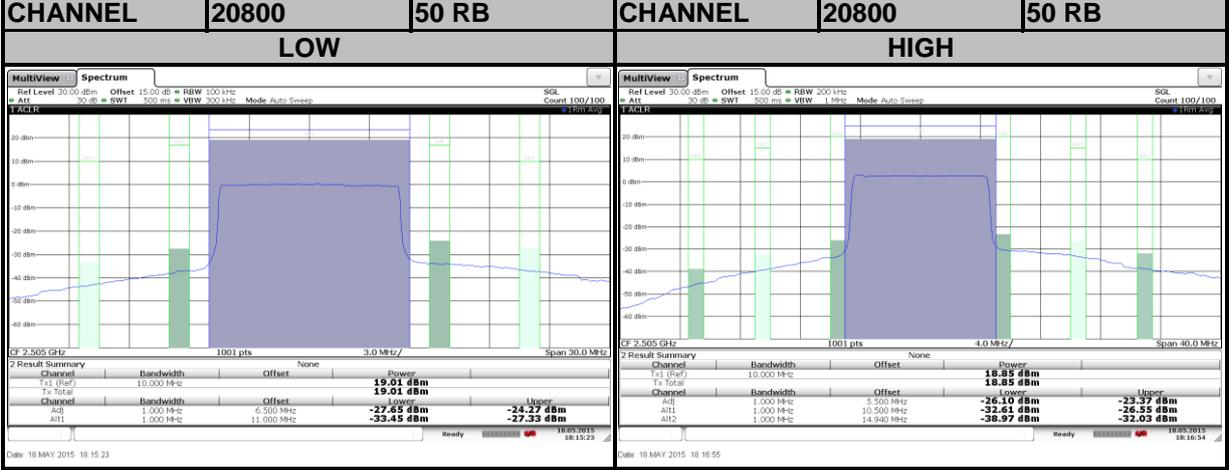 CHANNEL 20800 50 RB CHANNEL 20800 50 RB
LOW HIGH
MultiView Spectrum
Ref Level 30.00 dBm Offset 15.00 dB RBW 100 kHz SGL
Att 30 dB SWT 500 ms VBW 300 kHz Mode Auto Sweep Count 100/100
1 ACLR 1Rm Avg
20 dBm
10 dBm
0 dBm
-10 dBm
-20 dBm
-30 dBm
-40 dBm
-50 dBm
-60 dBm
CF 2.505 GHz 1001 pts 3.0 MHz/ Span 30.0 MHz
2 Result Summary None
Channel Bandwidth Offset Power
Tx1 (Ref) 10.000 MHz 19.01 dBm
Tx Total 19.01 dBm
Channel Bandwidth Offset Lower Upper
Adj 1.000 MHz 6.500 MHz -27.65 dBm -24.27 dBm
Alt1 1.000 MHz 11.000 MHz -33.45 dBm -27.33 dBm
Ready 18.05.2015
18:15:23
Date: 18.MAY.2015 18:15:23
MultiView Spectrum
Ref Level 30.00 dBm Offset 15.00 dB RBW 200 kHz SGL
Att 30 dB SWT 500 ms VBW 1 MHz Mode Auto Sweep Count 100/100
1 ACLR 1Rm Avg
20 dBm
10 dBm
0 dBm
-10 dBm
-20 dBm
-30 dBm
-40 dBm
-50 dBm
-60 dBm
CF 2.505 GHz 1001 pts 4.0 MHz/ Span 40.0 MHz
2 Result Summary None
Channel Bandwidth Offset Power
Tx1 (Ref) 10.000 MHz 18.85 dBm
Tx Total 18.85 dBm
Channel Bandwidth Offset Lower Upper
Adj 1.000 MHz 5.500 MHz -26.10 dBm -23.37 dBm
Alt1 1.000 MHz 10.500 MHz -32.61 dBm -26.55 dBm
Alt2 1.000 MHz 14.940 MHz -38.97 dBm -32.03 dBm
Ready 18.05.2015
18:16:54
Date: 18.MAY.2015 18:16:55